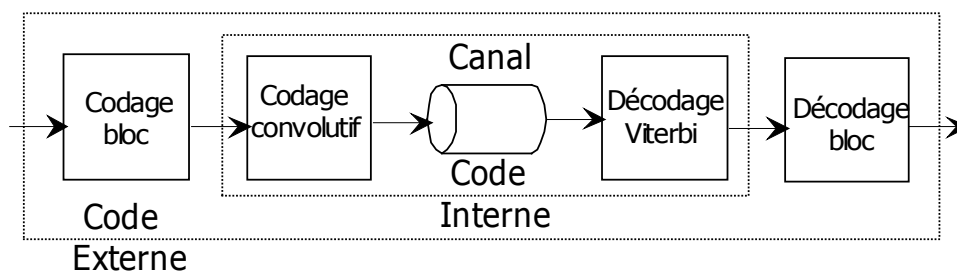 Codage
bloc
Codage
convolutif
Canal
Code
Interne
Décodage
Viterbi
Décodage
bloc
Code
Externe